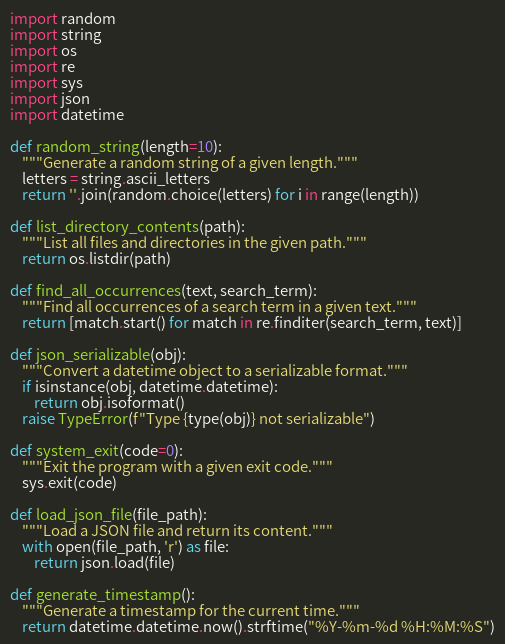 import random
import string
import os
import re
import sys
import json
import datetime

def random_string(length=10):
    """Generate a random string of a given length."""
    letters = string.ascii_letters
    return ''.join(random.choice(letters) for i in range(length))

def list_directory_contents(path):
    """List all files and directories in the given path."""
    return os.listdir(path)

def find_all_occurrences(text, search_term):
    """Find all occurrences of a search term in a given text."""
    return [match.start() for match in re.finditer(search_term, text)]

def json_serializable(obj):
    """Convert a datetime object to a serializable format."""
    if isinstance(obj, datetime.datetime):
        return obj.isoformat()
    raise TypeError(f"Type {type(obj)} not serializable")

def system_exit(code=0):
    """Exit the program with a given exit code."""
    sys.exit(code)

def load_json_file(file_path):
    """Load a JSON file and return its content."""
    with open(file_path, 'r') as file:
        return json.load(file)

def generate_timestamp():
    """Generate a timestamp for the current time."""
    return datetime.datetime.now().strftime("%Y-%m-%d %H:%M:%S")